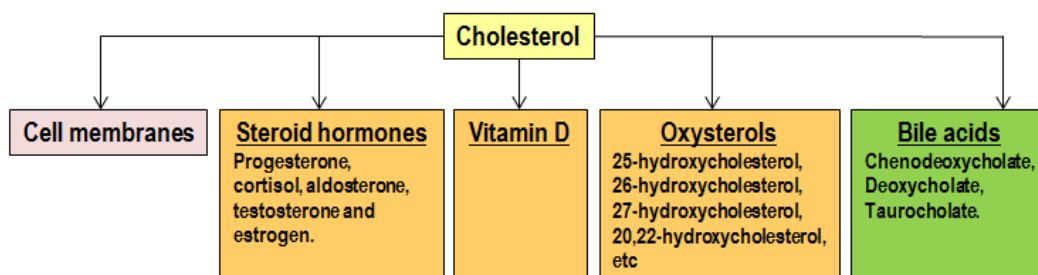 Cholesterol
Cell membranes
Steroid hormones
Progesterone,
cortisol, aldosterone,
testosterone and
estrogen.
Vitamin D
Oxysterols
25-hydroxycholesterol,
26-hydroxycholesterol,
27-hydroxycholesterol,
20,22-hydroxycholesterol,
etc
Bile acids
Chenodeoxycholate,
Deoxycholate,
Taurocholate.